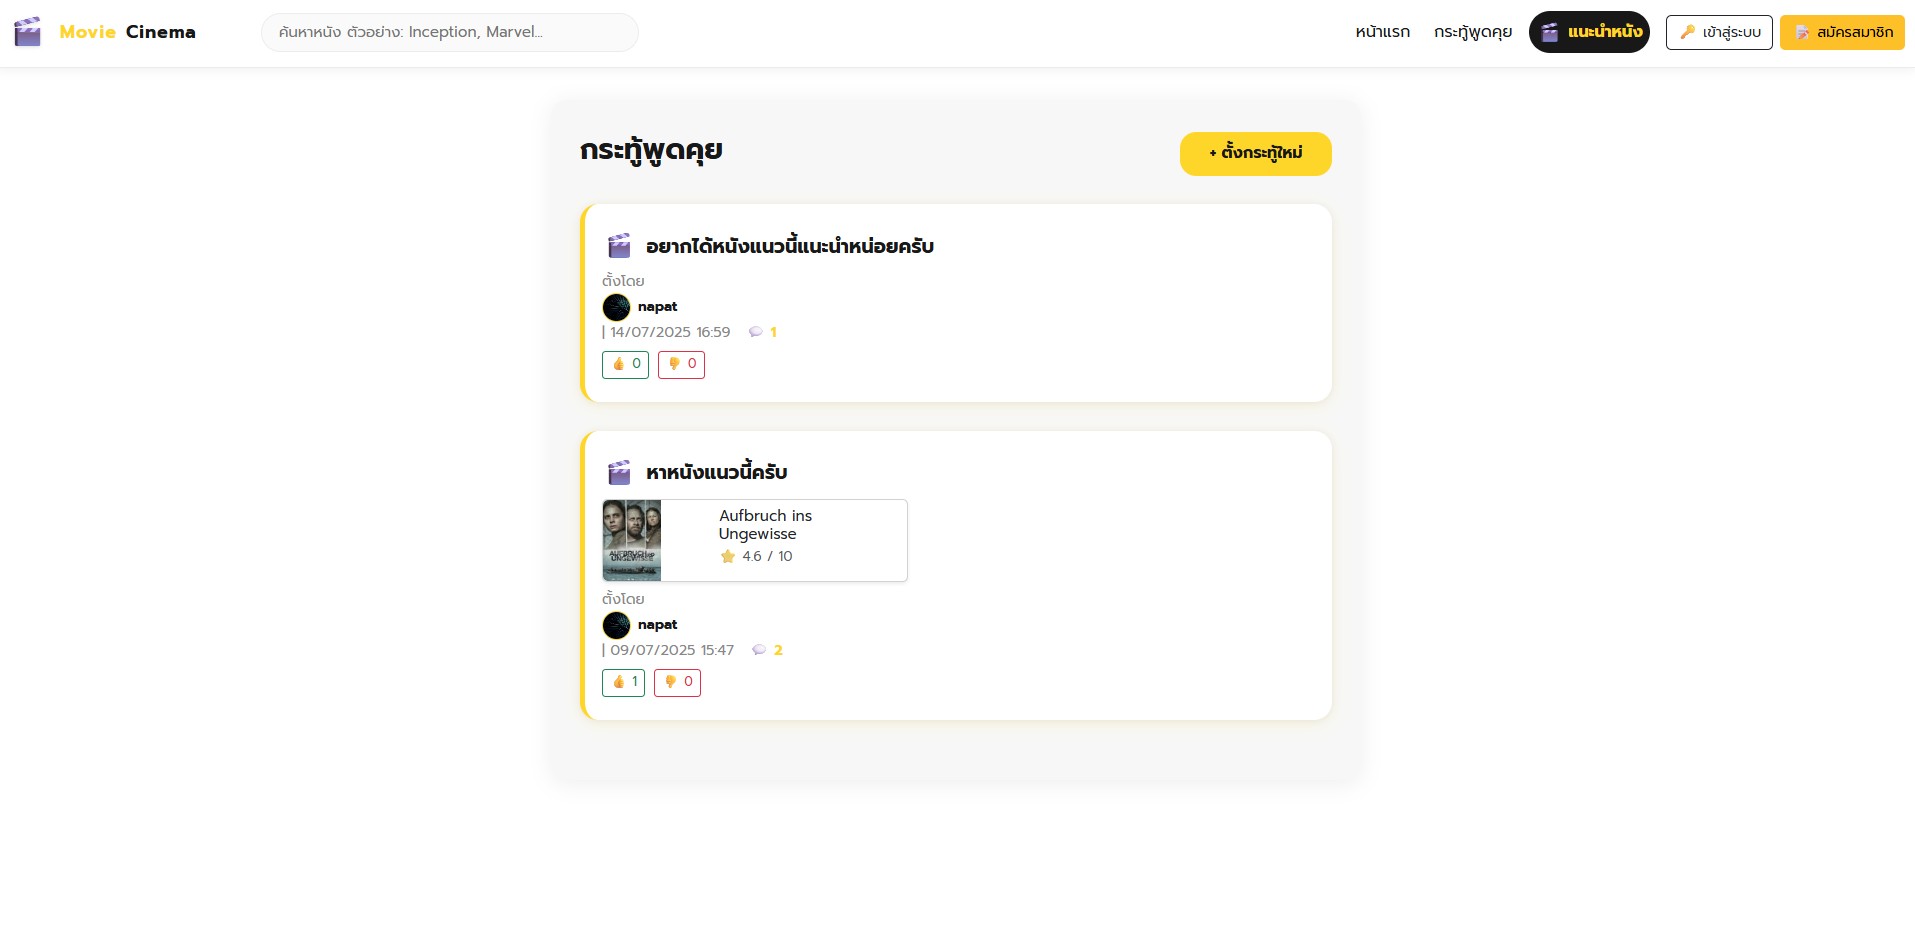 Movie Cinema
ค้นหาหนัง ตัวอย่าง: Inception, Marvel...
หน้าแรก
กระทู้พูดคุย
แนะนำหนัง
เข้าสู่ระบบ
สมัครสมาชิก
กระทู้พูดคุย
+ ตั้งกระทู้ใหม่
อยากได้หนังแนวนี้แนะนำหน่อยครับ
ตั้งโดย
napat
| 14/07/2025 16:59 1
0 0
หาหนังแนวนี้ครับ
AUFBRUCH
UNGEWISSE
Aufbruch ins
Ungewisse
4.6 / 10
ตั้งโดย
napat
| 09/07/2025 15:47 2
1 0